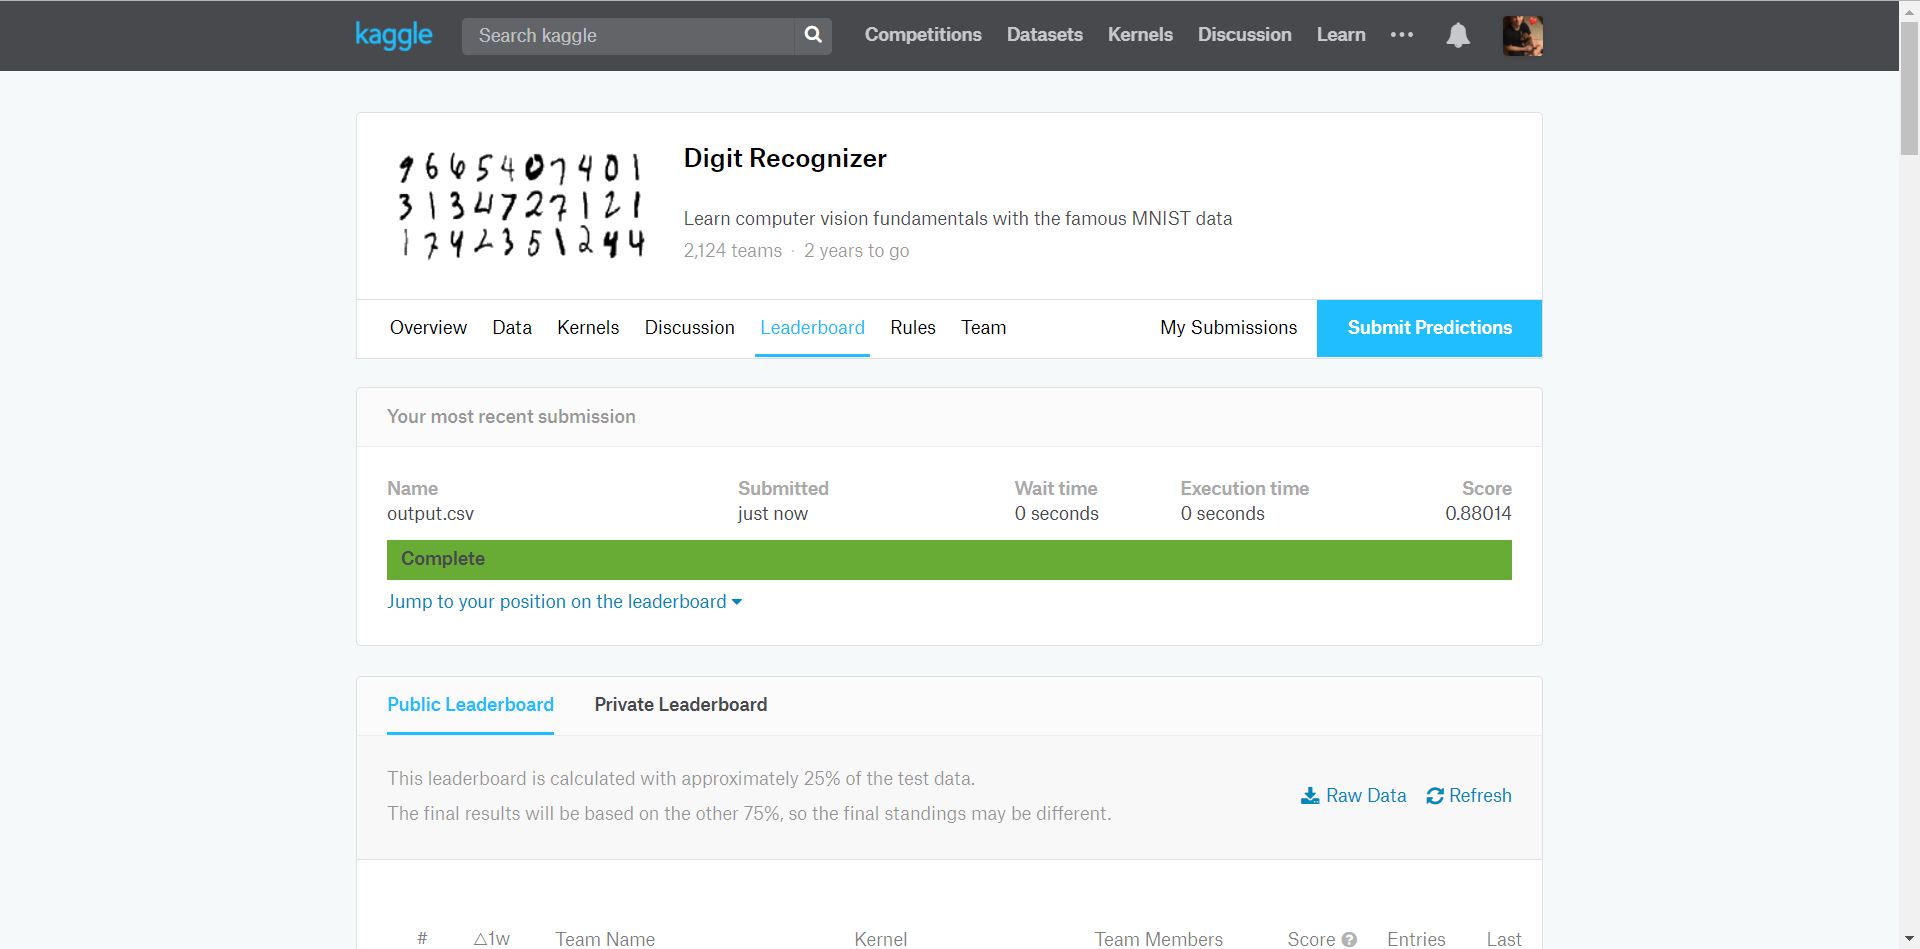 kaggle Search kaggle Competitions Datasets Kernels Discussion Learn •••
9 6 6 5 4 0 7 4 0 1
3 1 3 4 7 2 7 1 2 1
1 7 4 2 3 5 1 2 4 4
Digit Recognizer
Learn computer vision fundamentals with the famous MNIST data
2,124 teams · 2 years to go
Overview Data Kernels Discussion Leaderboard Rules Team My Submissions Submit Predictions
Your most recent submission
Name Submitted Wait time Execution time Score
output.csv just now 0 seconds 0 seconds 0.88014
Complete
Jump to your position on the leaderboard
Public Leaderboard Private Leaderboard
This leaderboard is calculated with approximately 25% of the test data.
The final results will be based on the other 75%, so the final standings may be different.
Raw Data Refresh
# △1w Team Name Kernel Team Members Score ? Entries Last